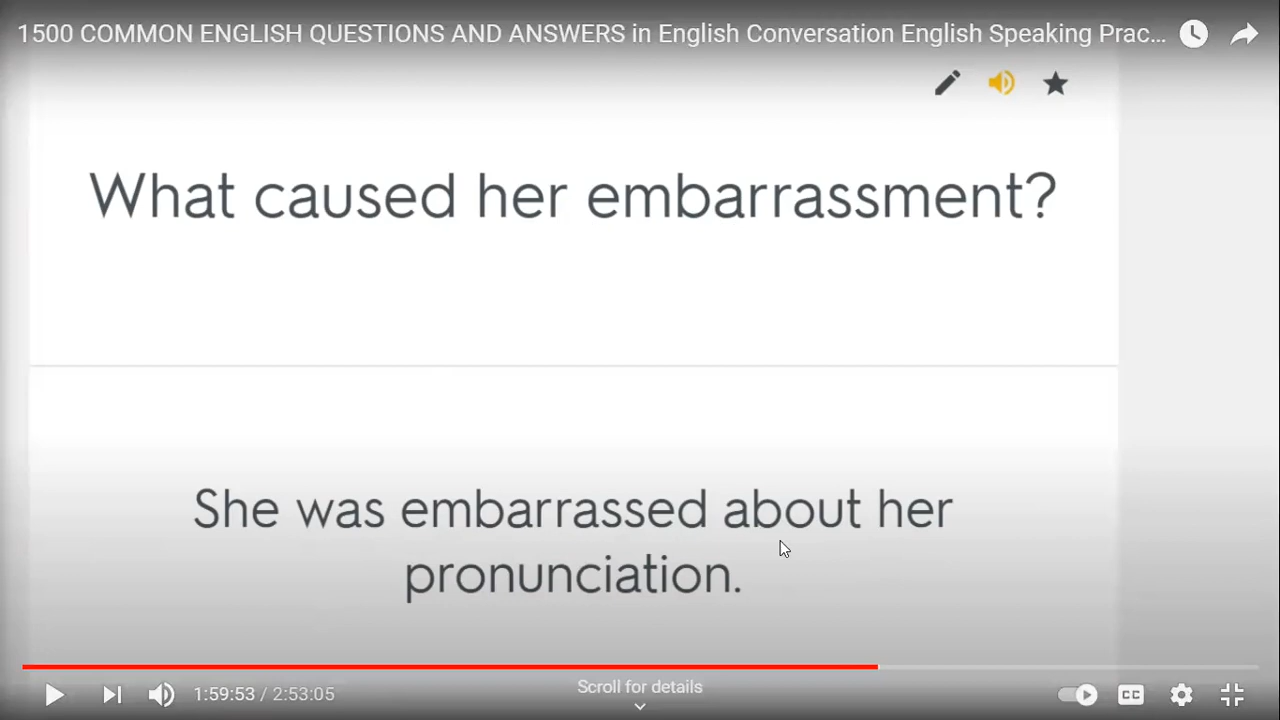 1500 COMMON ENGLISH QUESTIONS AND ANSWERS in English Conversation English Speaking Prac...
What caused her embarrassment?
She was embarrassed about her
pronunciation.
Scroll for details
1:59:53 / 2:53:05
CC